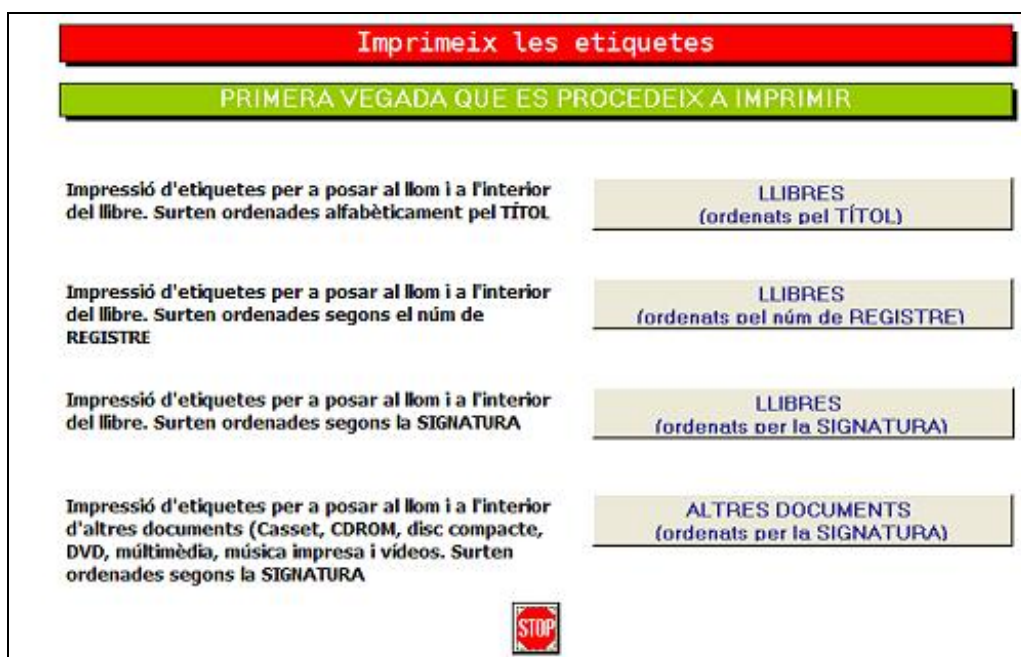 Imprimeix les etiquetes
PRIMERA VEGADA QUE ES PROCEDEIX A IMPRIMIR
Impressió d'etiquetes per a posar al llom i a l'interior
del llibre. Surten ordenades alfabèticament pel TÍTOL
LLIBRES
(ordenats pel TÍTOL)
Impressió d'etiquetes per a posar al llom i a l'interior
del llibre. Surten ordenades segons el núm de
REGISTRE
LLIBRES
(ordenats pel núm de REGISTRE)
Impressió d'etiquetes per a posar al llom i a l'interior
del llibre. Surten ordenades segons la SIGNATURA
LLIBRES
(ordenats per la SIGNATURA)
Impressió d'etiquetes per a posar al llom i a l'interior
d'altres documents (Casset, CDROM, disc compacte,
DVD, múltimèdia, música impresa i vídeos. Surten
ordenades segons la SIGNATURA
ALTRES DOCUMENTS
(ordenats per la SIGNATURA)
STOP